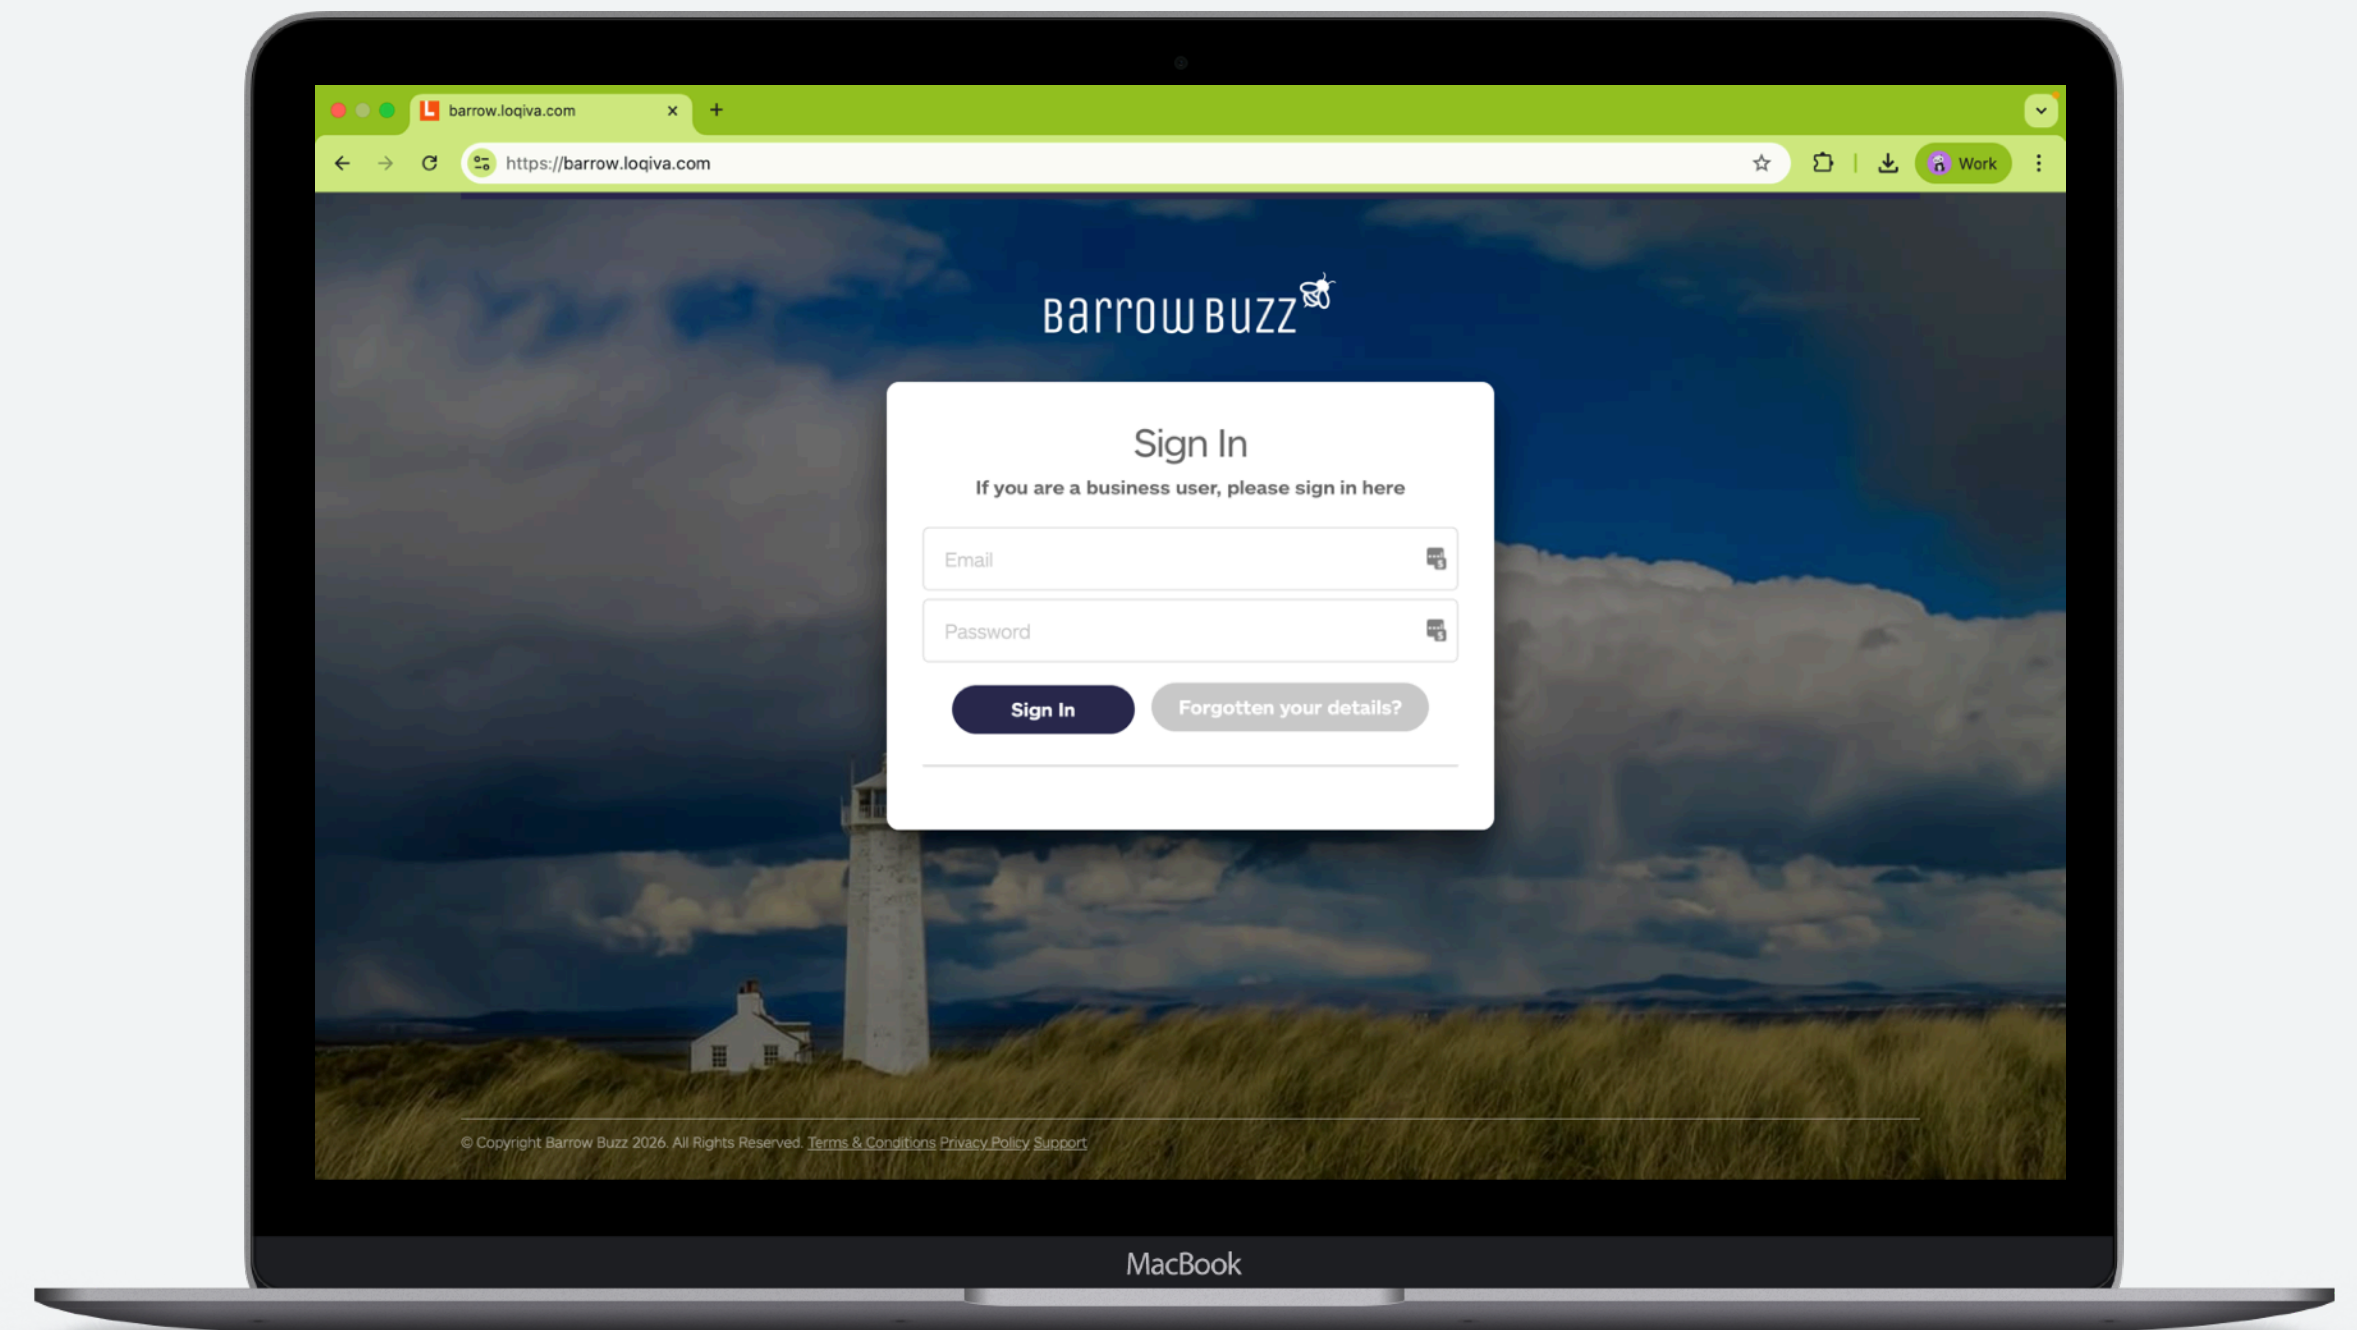 barrow.loqiva.com
https://barrow.loqiva.com
Work
Barrow Buzz
Sign In
If you are a business user, please sign in here
Email
Password
Sign In
Forgotten your details?
© Copyright Barrow Buzz 2026. All Rights Reserved. Terms & Conditions Privacy Policy Support
MacBook